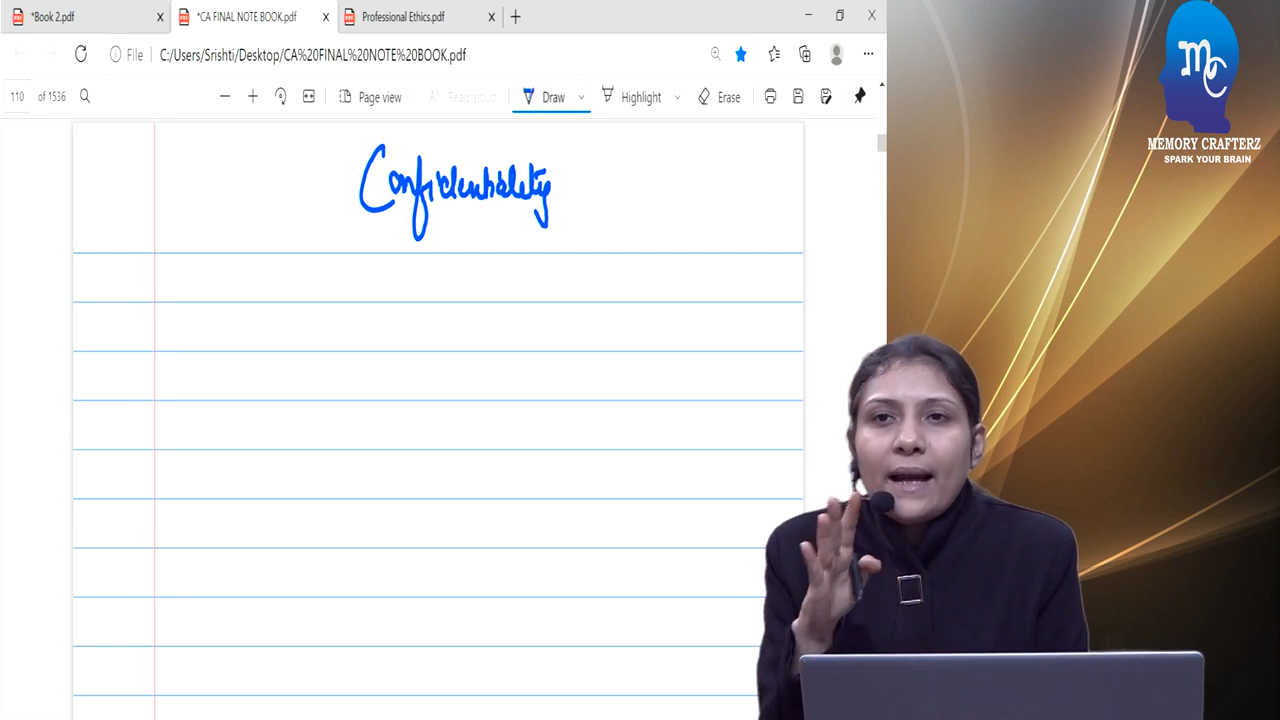 *Book 2.pdf
*CA FINAL NOTE BOOK.pdf
Professional Ethics.pdf
File
C:/Users/Srishti/Desktop/CA%20FINAL%20NOTE%20BOOK.pdf
110 of 1536
Page view
Read aloud
Draw
Highlight
Erase
Confidentiality
MC
MEMORY CRAFTERZ
SPARK YOUR BRAIN